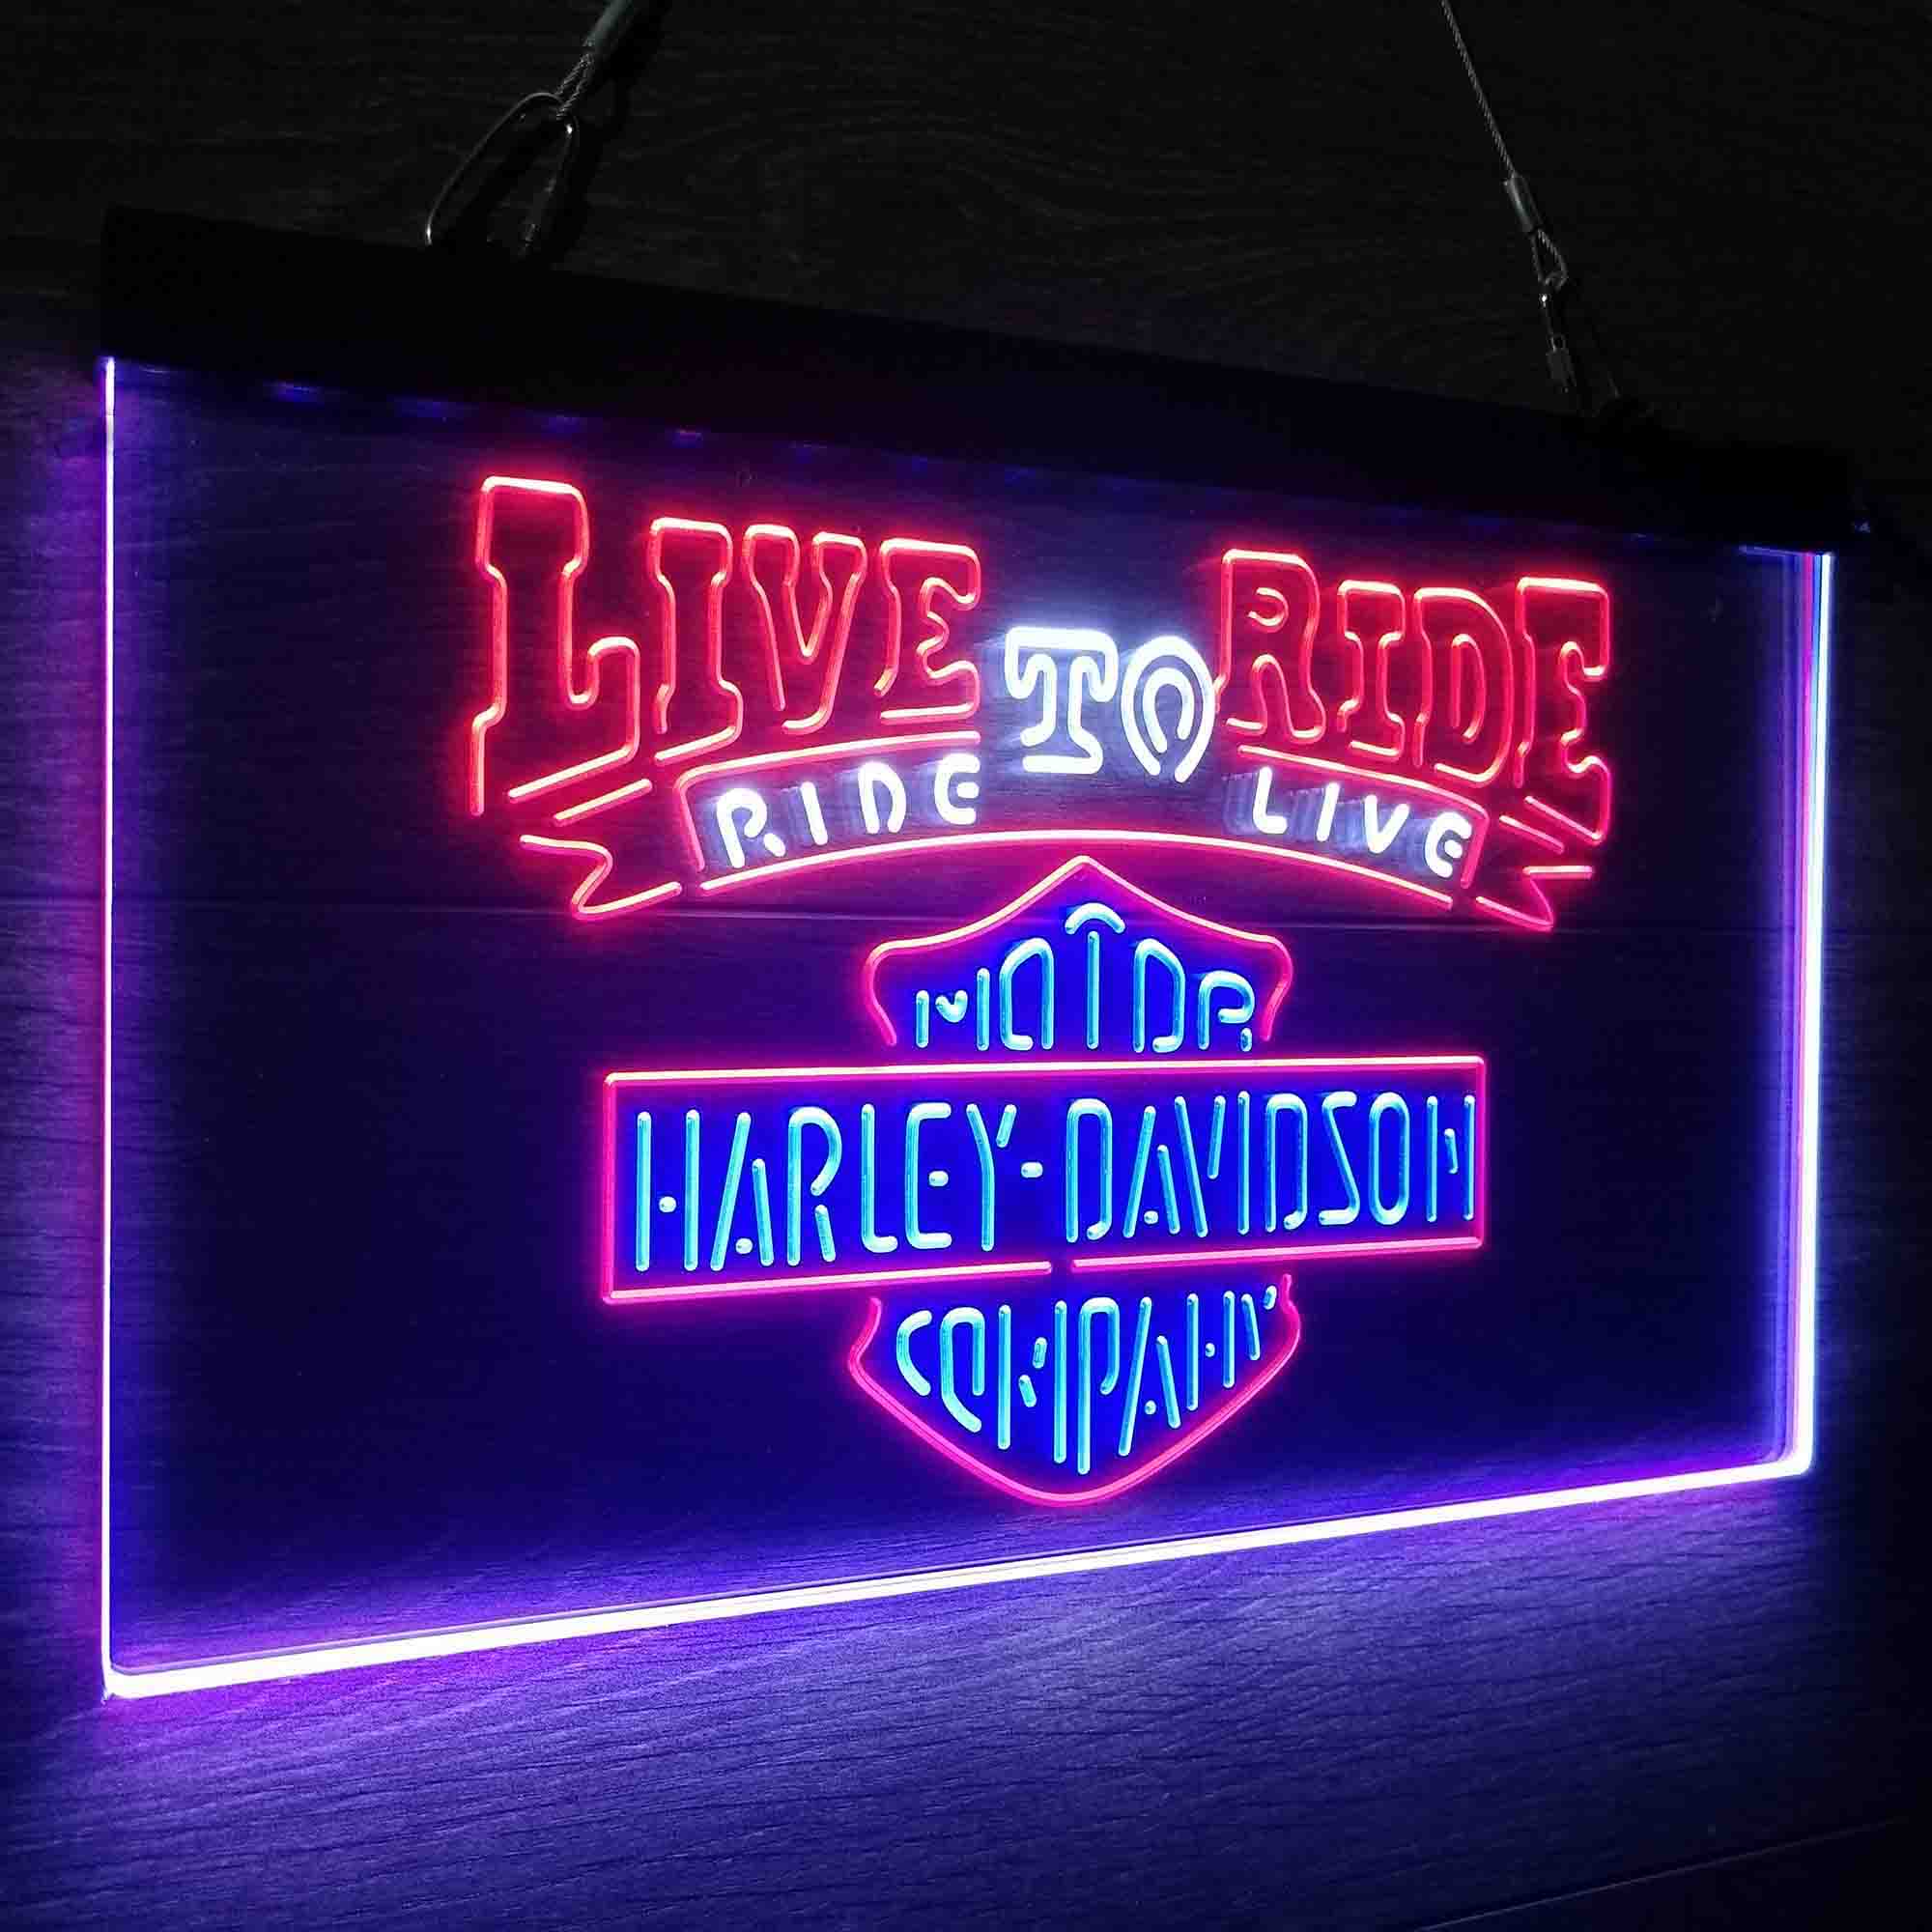 LIVE TO RIDE
RIDE LIVE
MOTOR
HARLEY-DAVIDSON
COMPANY